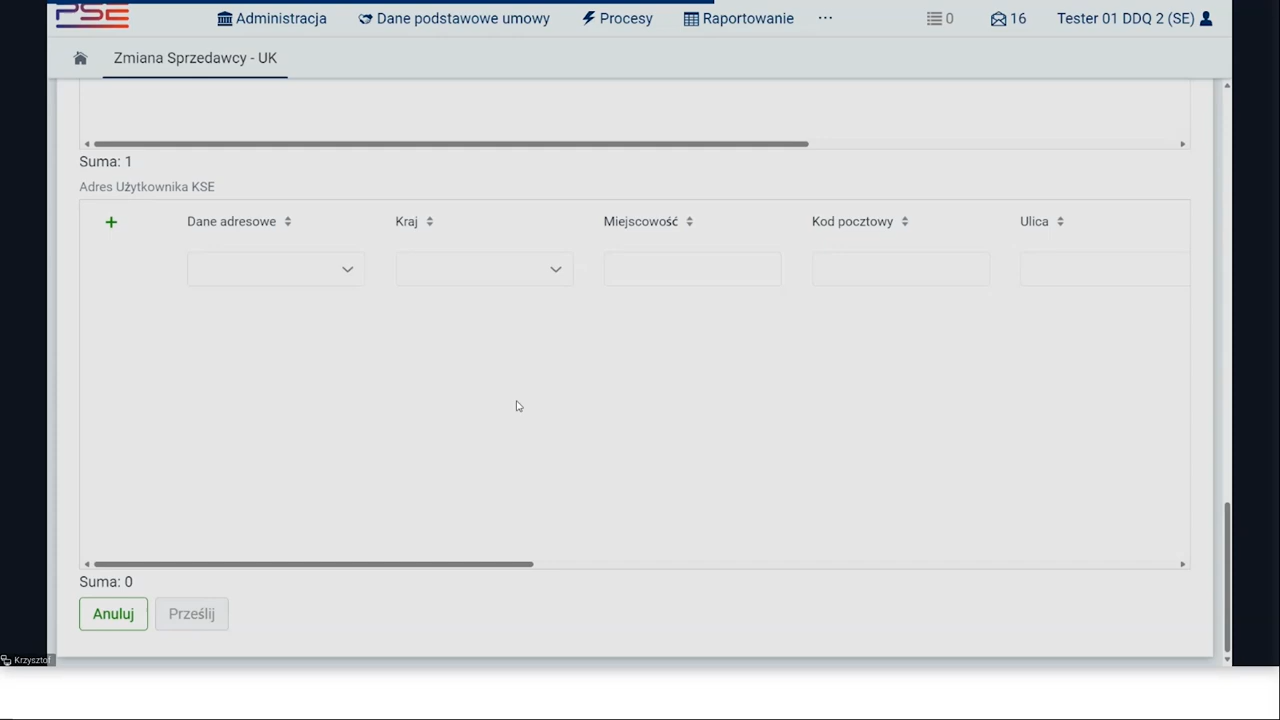 PSE
Administracja
Dane podstawowe umowy
Procesy
Raportowanie
...
0
16
Tester 01 DDQ 2 (SE)
Zmiana Sprzedawcy - UK
Suma: 1
Adres Użytkownika KSE
+
Dane adresowe
Kraj
Miejscowość
Kod pocztowy
Ulica
Suma: 0
Anuluj
Prześlij
Krzysztof